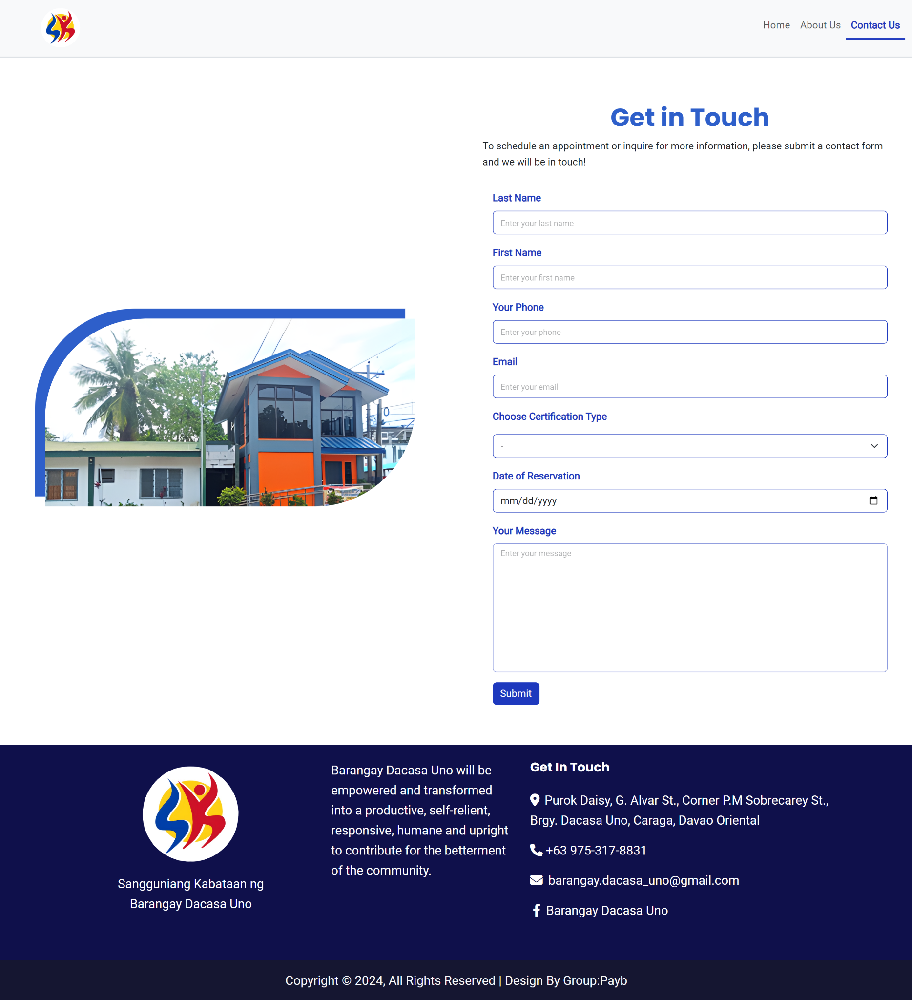 Home About Us Contact Us
Get in Touch
To schedule an appointment or inquire for more information, please submit a contact form
and we will be in touch!
Last Name
Enter your last name
First Name
Enter your first name
Your Phone
Enter your phone
Email
Enter your email
Choose Certification Type
-
Date of Reservation
mm/dd/yyyy
Your Message
Enter your message
Submit
Sangguniang Kabataan ng
Barangay Dacasa Uno
Barangay Dacasa Uno will be
empowered and transformed
into a productive, self-relient,
responsive, humane and upright
to contribute for the betterment
of the community.
Get In Touch
Purok Daisy, G. Alvar St., Corner P.M Sobrecarey St.,
Brgy. Dacasa Uno, Caraga, Davao Oriental
+63 975-317-8831
barangay.dacasa_uno@gmail.com
Barangay Dacasa Uno
Copyright © 2024, All Rights Reserved | Design By Group:Payb